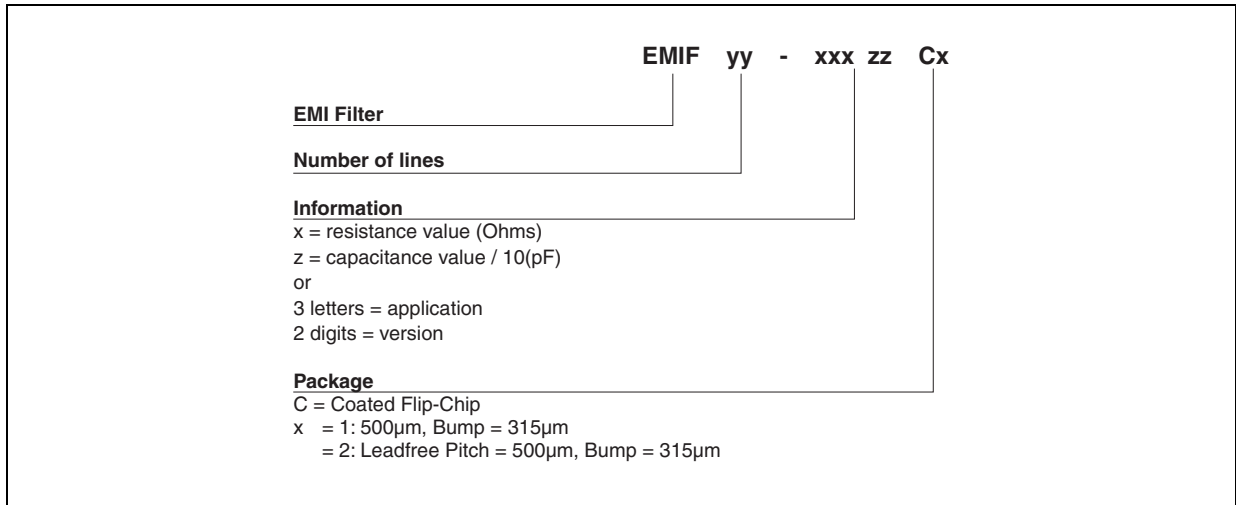 EMIF yy - xxx zz Cx
EMI Filter
Number of lines
Information
x = resistance value (Ohms)
z = capacitance value / 10(pF)
or
3 letters = application
2 digits = version
Package
C = Coated Flip-Chip
x = 1: 500µm, Bump = 315µm
= 2: Leadfree Pitch = 500µm, Bump = 315µm